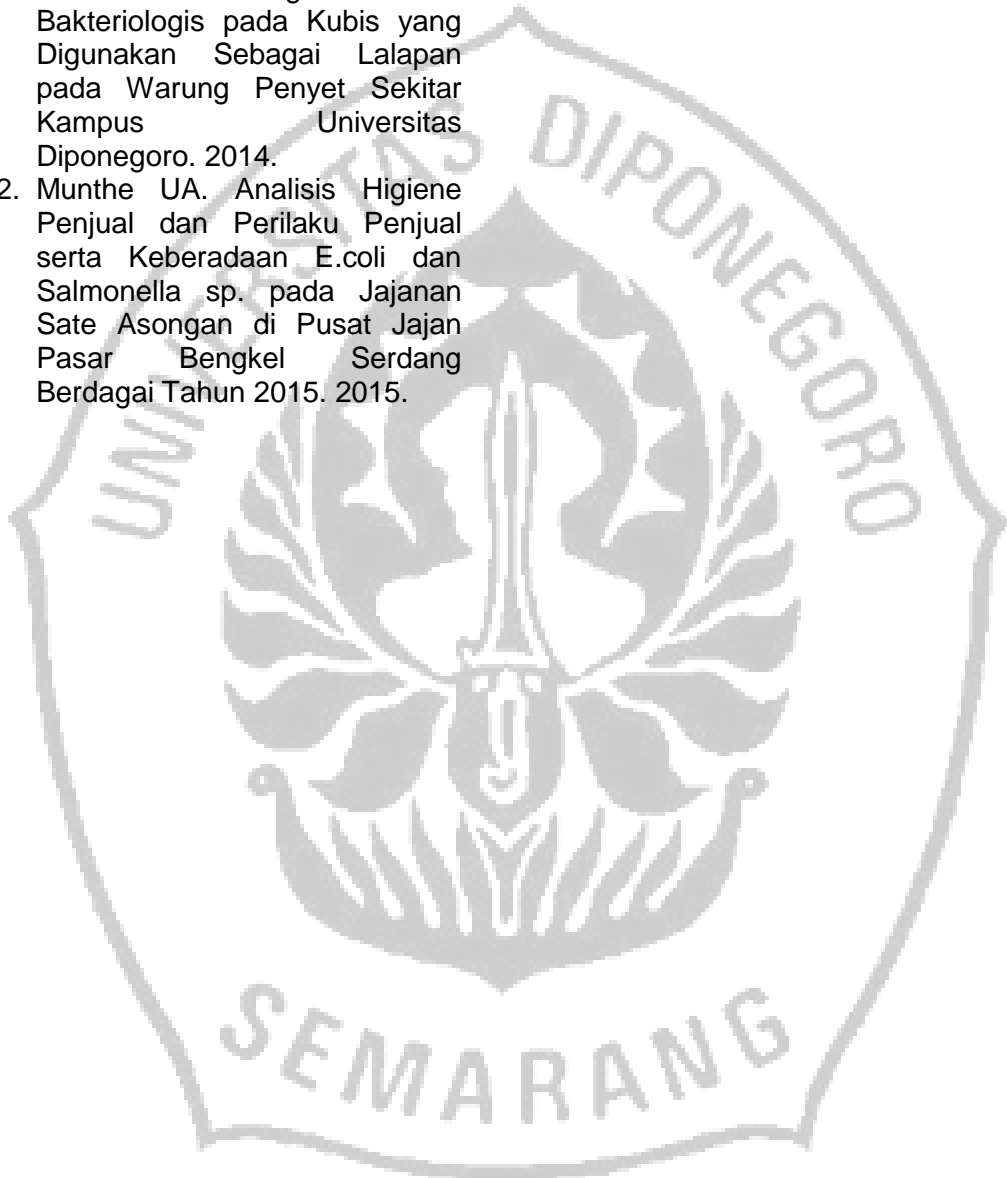 Bakteriologis pada Kubis yang
Digunakan Sebagai Lalapan
pada Warung Penyet Sekitar
Kampus Universitas
Diponegoro. 2014.
2. Munthe UA. Analisis Higiene
Penjual dan Perilaku Penjual
serta Keberadaan E.coli dan
Salmonella sp. pada Jajanan
Sate Asongan di Pusat Jajan
Pasar Bengkel Serdang
Berdagai Tahun 2015. 2015.
UNIVERSITAS DIPONEGORO
SEMARANG